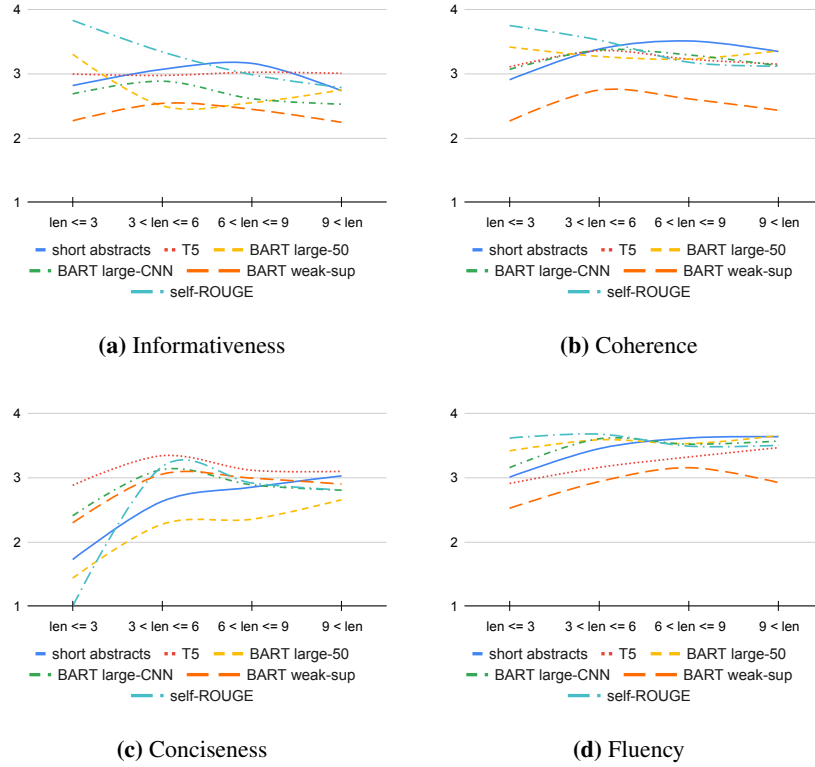 4
3
2
1
len <= 3 3 < len <= 6 6 < len <= 9 9 < len
short abstracts T5 BART large-50
BART large-CNN BART weak-sup
self-ROUGE
(a) Informativeness
4
3
2
1
len <= 3 3 < len <= 6 6 < len <= 9 9 < len
short abstracts T5 BART large-50
BART large-CNN BART weak-sup
self-ROUGE
(b) Coherence
4
3
2
1
len <= 3 3 < len <= 6 6 < len <= 9 9 < len
short abstracts T5 BART large-50
BART large-CNN BART weak-sup
self-ROUGE
(c) Conciseness
4
3
2
1
len <= 3 3 < len <= 6 6 < len <= 9 9 < len
short abstracts T5 BART large-50
BART large-CNN BART weak-sup
self-ROUGE
(d) Fluency